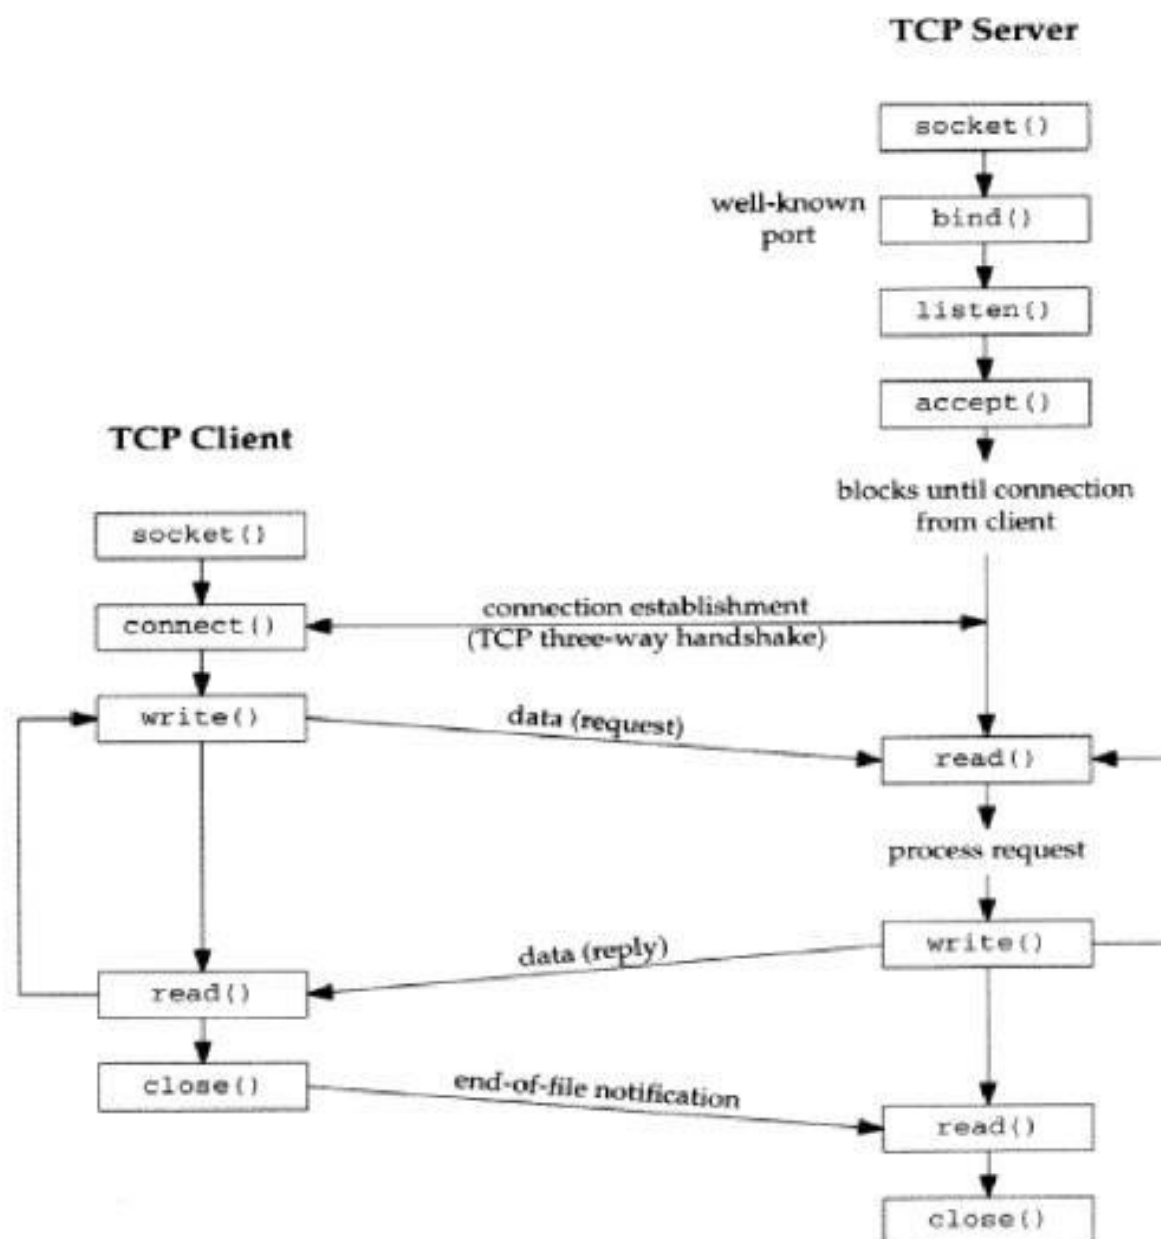 TCP Server
socket()
well-known
port
bind()
listen()
accept()
TCP Client
blocks until connection
from client
socket()
connection establishment
(TCP three-way handshake)
connect()
write()
data (request)
read()
process request
data (reply)
write()
read()
close()
end-of-file notification
read()
close()